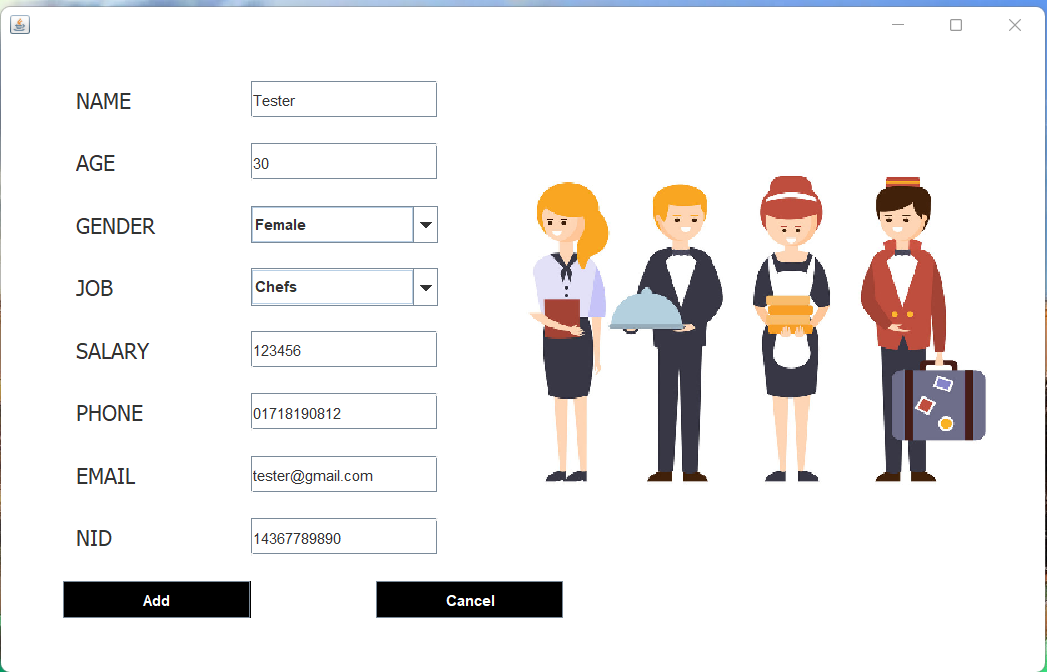 NAME Tester
AGE 30
GENDER Female
JOB Chefs
SALARY 123456
PHONE 01718190812
EMAIL tester@gmail.com
NID 14367789890
Add Cancel